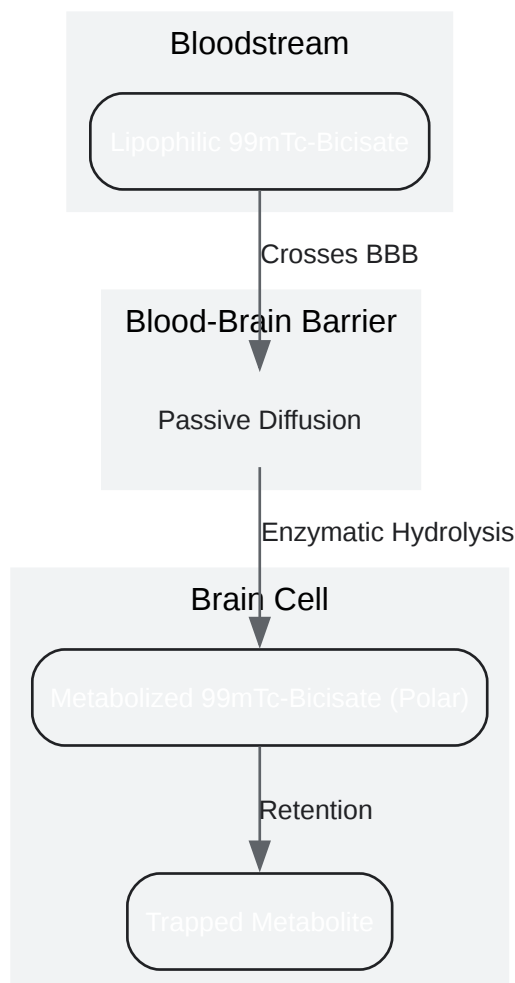 Bloodstream
Lipophilic 99mTc-Bicisate
Crosses BBB
Blood-Brain Barrier
Passive Diffusion
Enzymatic Hydrolysis
Brain Cell
Metabolized 99mTc-Bicisate (Polar)
Retention
Trapped Metabolite